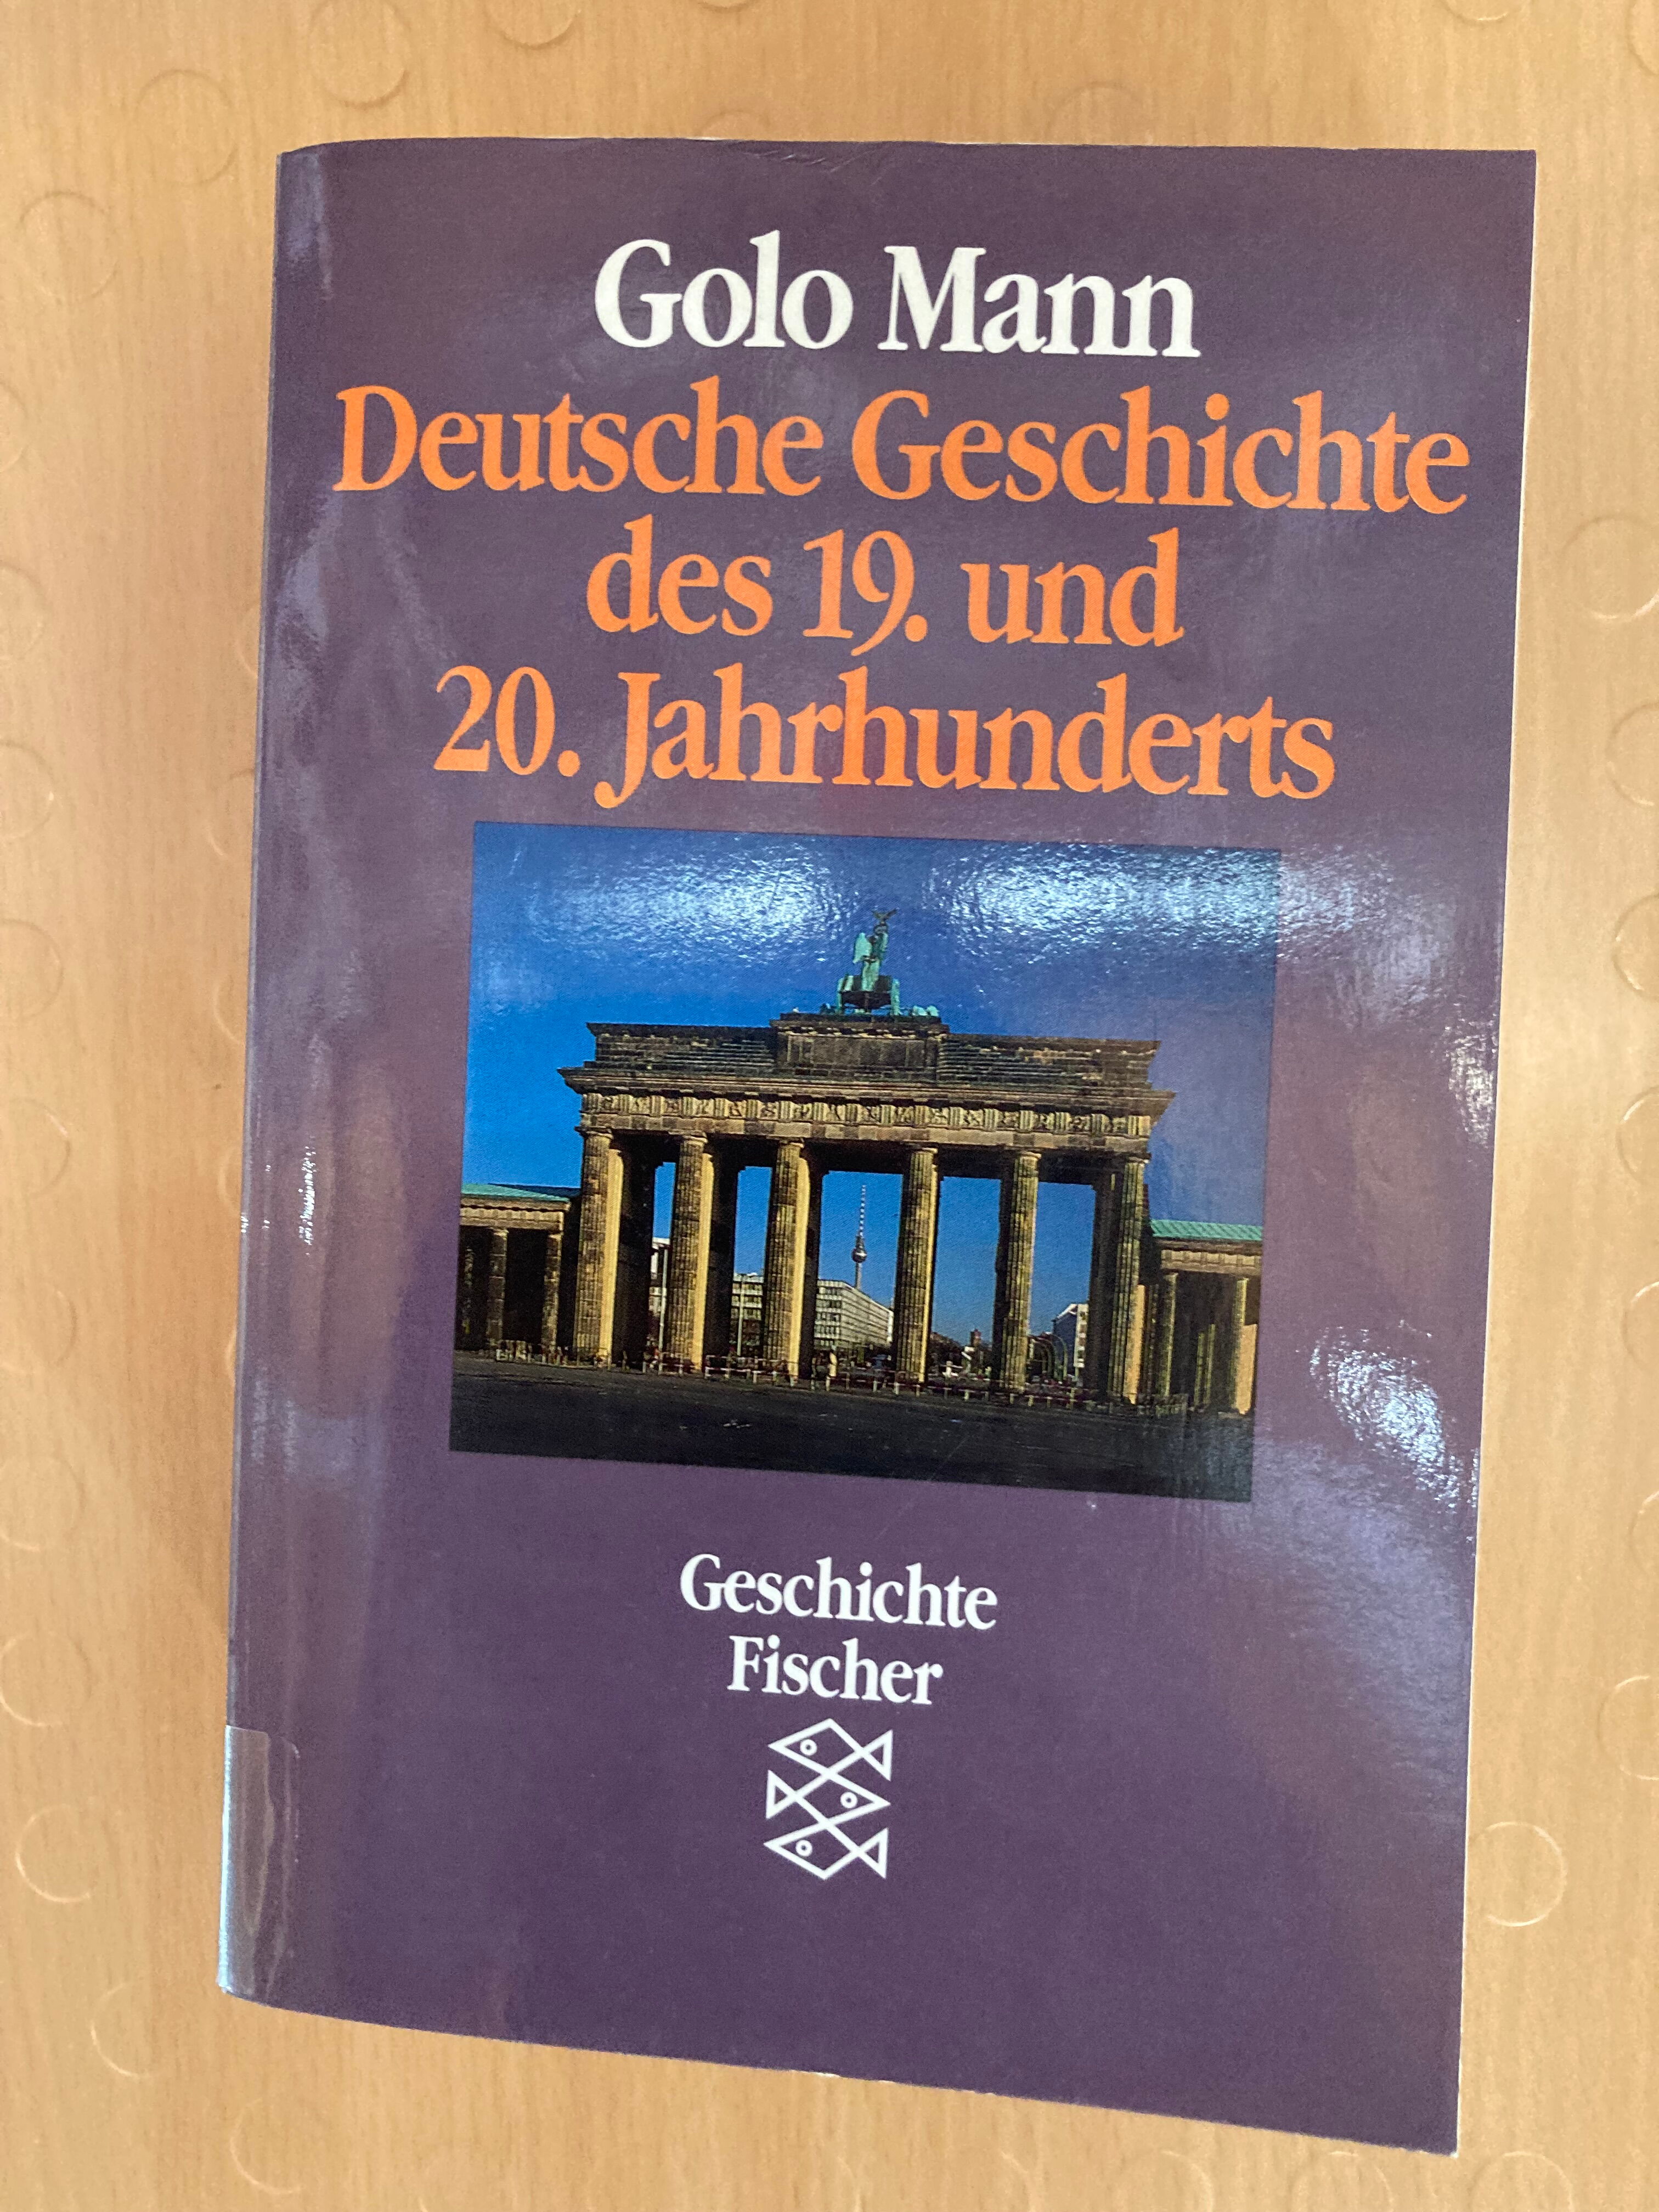 Golo Mann
Deutsche Geschichte
des 19. und
20. Jahrhunderts
Geschichte
Fischer